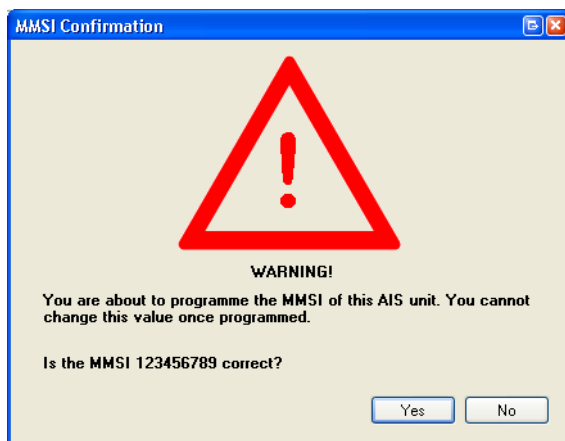 MMSI Confirmation
WARNING!
You are about to programme the MMSI of this AIS unit. You cannot
change this value once programmed.
Is the MMSI 123456789 correct?
Yes No